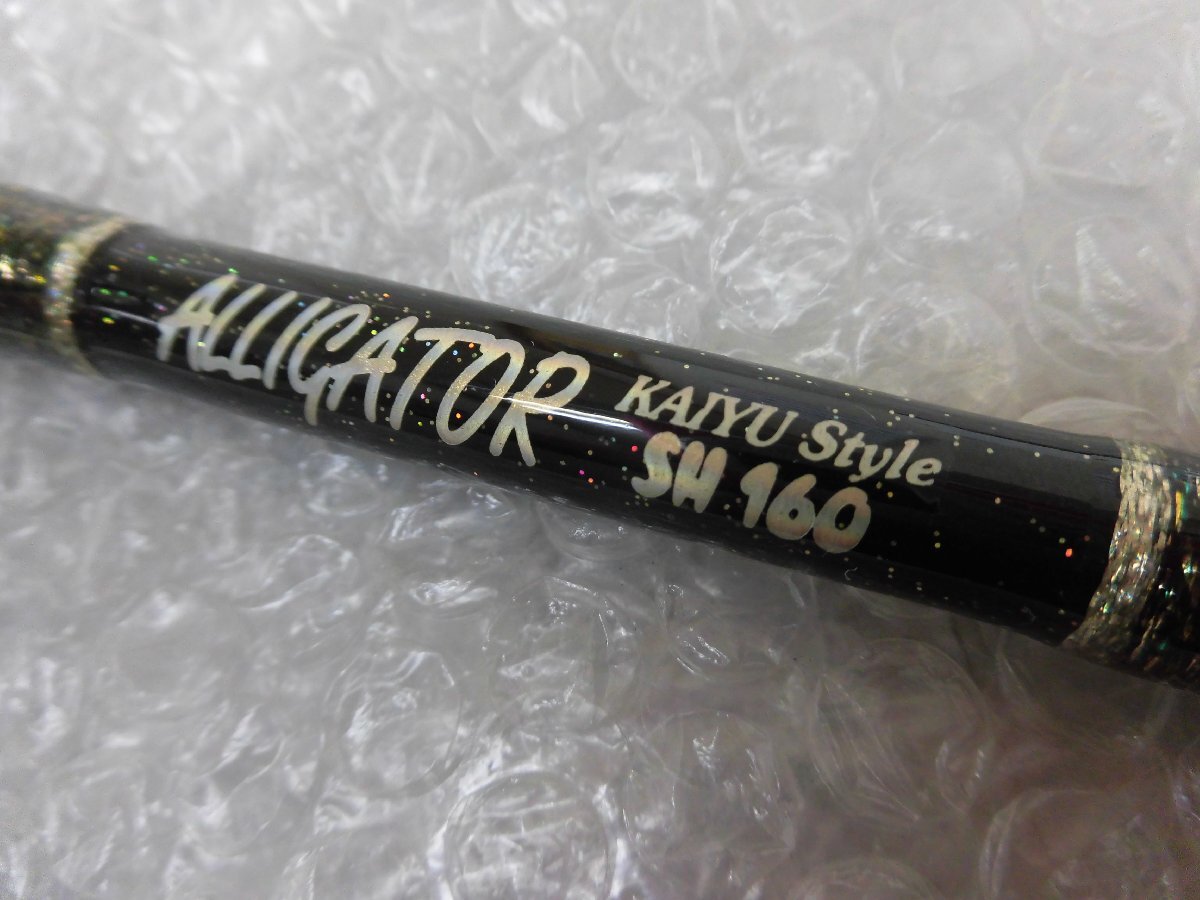 ALLIGATOR
KAIYU Style
SH 160